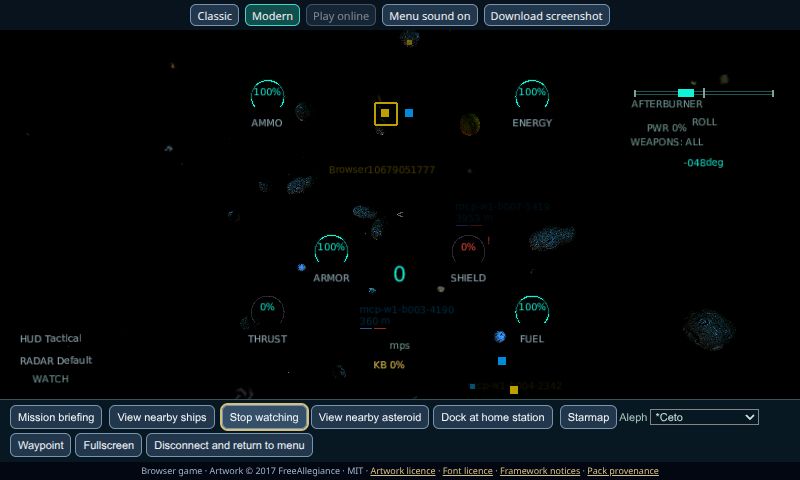 Classic Modern Play online Menu sound on Download screenshot
100% 100%
AFTERBURNER
AMMO ENERGY ROLL
PWR 0%
WEAPONS: ALL
-048deg
Browser10679051777
<
100% 0% !
ARMOR 0 SHIELD
0% 100%
mcp-w1-b003-4190
360 m
HUD Tactical THRUST FUEL
mps
RADAR Default KB 0%
WATCH
Mission briefing View nearby ships Stop watching View nearby asteroid Dock at home station Starmap Aleph *Ceto
Waypoint Fullscreen Disconnect and return to menu
Browser game · Artwork © 2017 FreeAllegiance · MIT · Artwork licence · Font licence · Framework notices · Pack provenance